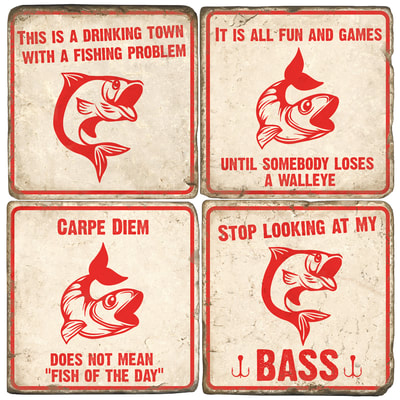 THIS IS A DRINKING TOWN
WITH A FISHING PROBLEM
IT IS ALL FUN AND GAMES
UNTIL SOMEBODY LOSES
A WALLEYE
CARPE DIEM
DOES NOT MEAN
"FISH OF THE DAY"
STOP LOOKING AT MY
BASS